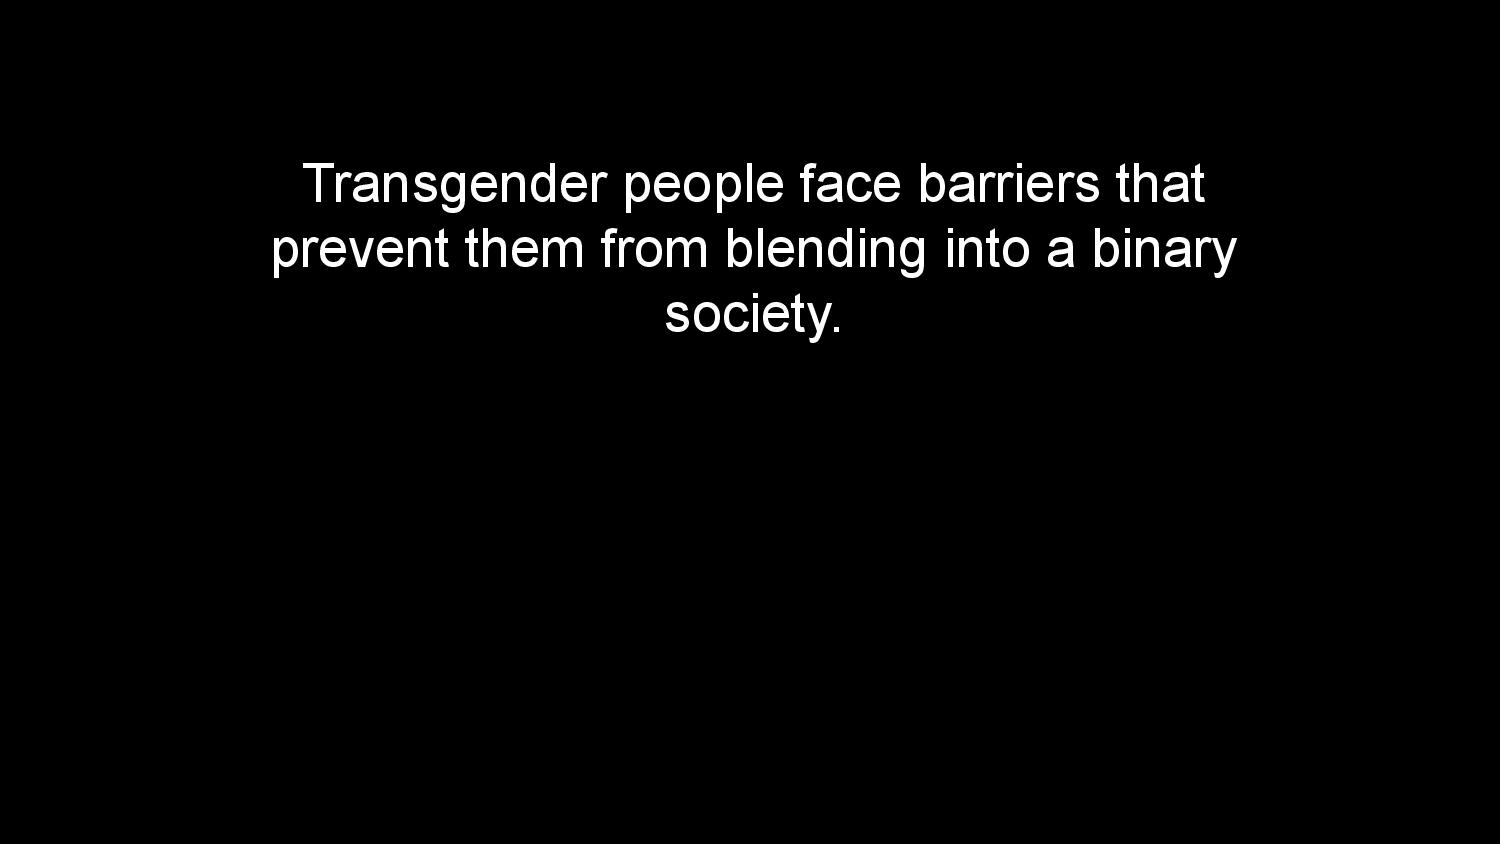 Transgender people face barriers that
prevent them from blending into a binary
society.